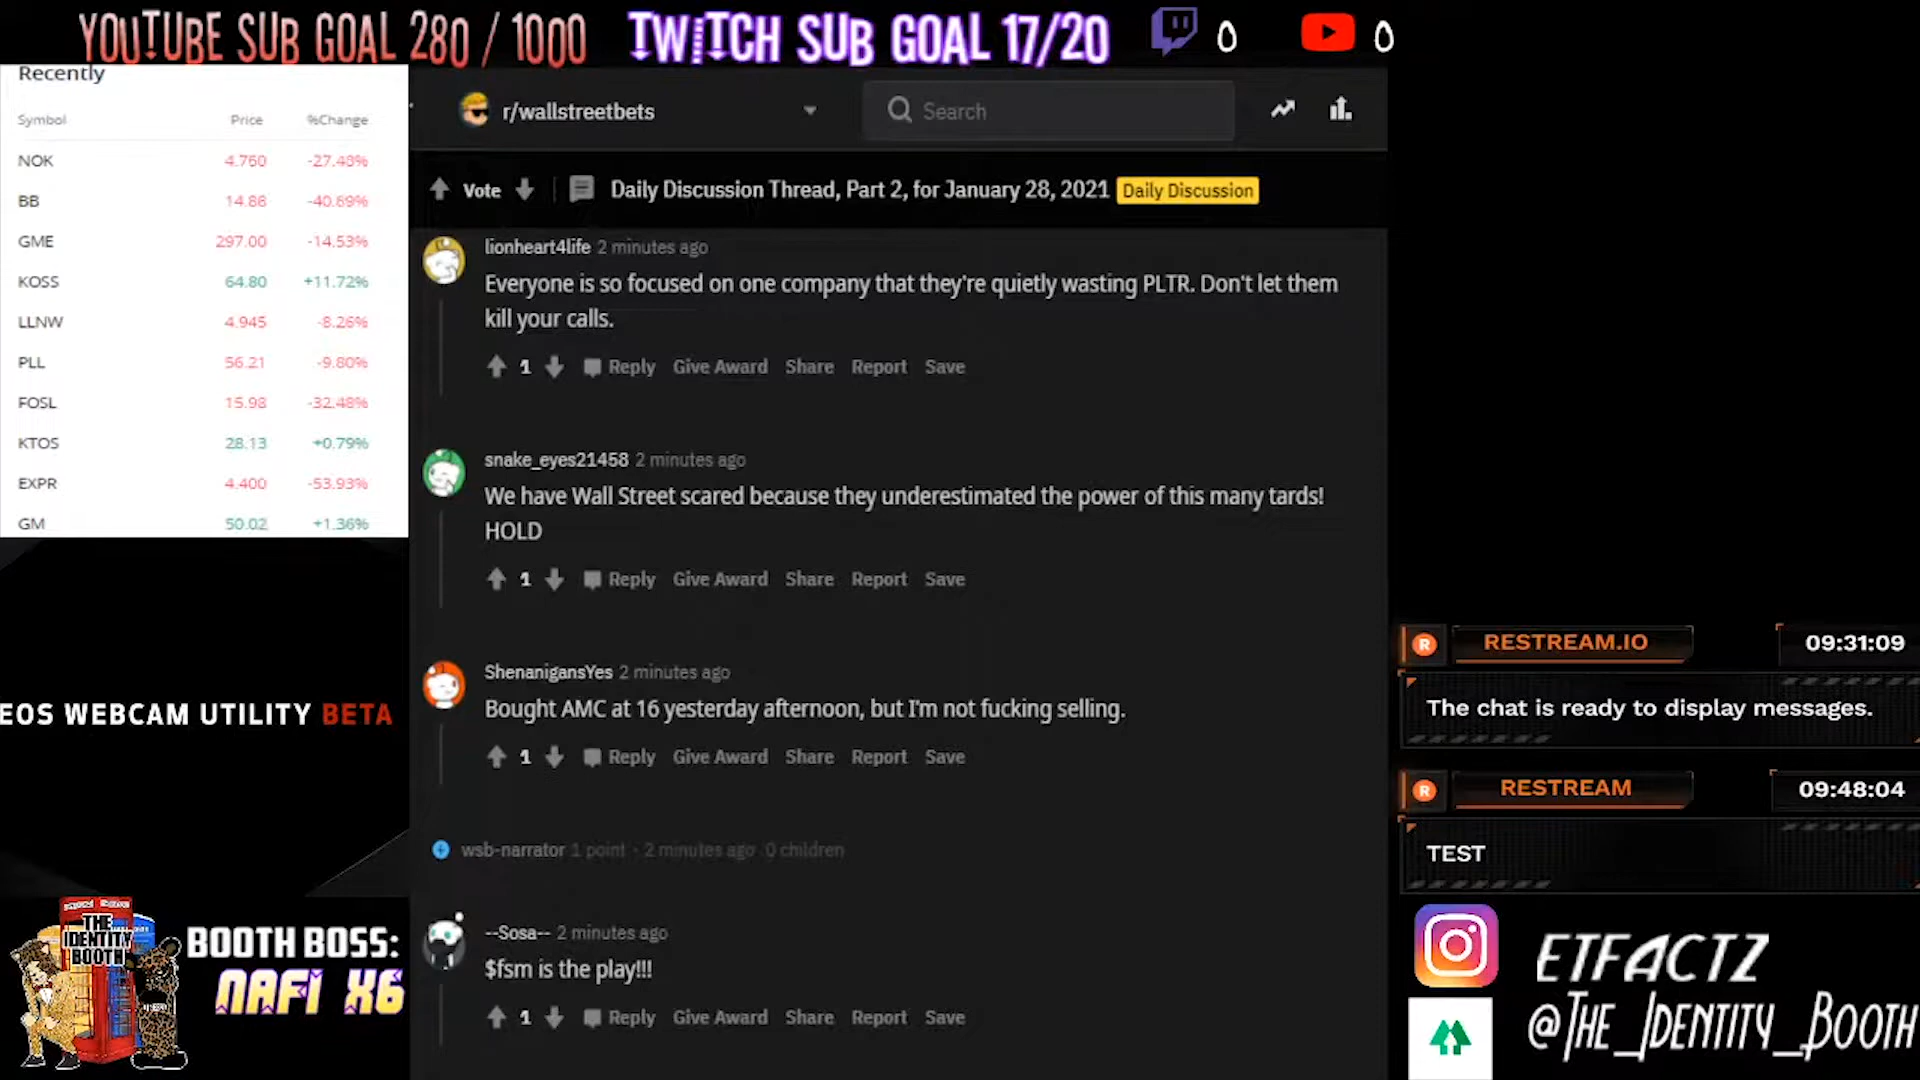 YOUTUBE SUB GOAL 280 / 1000
TWITCH SUB GOAL 17/20
0
0
Recently
Symbol Price %Change
NOK 4.760 -27.48%
BB 14.86 -40.89%
GME 297.00 -14.53%
KOSS 64.80 +11.72%
LLNW 4.945 -8.26%
PLL 56.21 -9.80%
FOSL 15.98 -32.48%
KTOS 28.13 +0.79%
EXPR 4.400 -53.93%
GM 50.02 +1.36%
EOS WEBCAM UTILITY BETA
THE
IDENTITY
BOOTH
BOOTH BOSS:
NAFI X6
r/wallstreetbets
Search
Vote
Daily Discussion Thread, Part 2, for January 28, 2021 Daily Discussion
lionheart4life 2 minutes ago
Everyone is so focused on one company that they're quietly wasting PLTR. Don't let them
kill your calls.
1 Reply Give Award Share Report Save
snake_eyes21458 2 minutes ago
We have Wall Street scared because they underestimated the power of this many tards!
HOLD
1 Reply Give Award Share Report Save
ShenanigansYes 2 minutes ago
Bought AMC at 16 yesterday afternoon, but I'm not fucking selling.
1 Reply Give Award Share Report Save
wsb-narrator 1 point · 2 minutes ago 0 children
--Sosa-- 2 minutes ago
$fsm is the play!!!
1 Reply Give Award Share Report Save
R RESTREAM.IO 09:31:09
The chat is ready to display messages.
R RESTREAM 09:48:04
TEST
ETFACTZ
@THE_IDENTITY_BOOTH